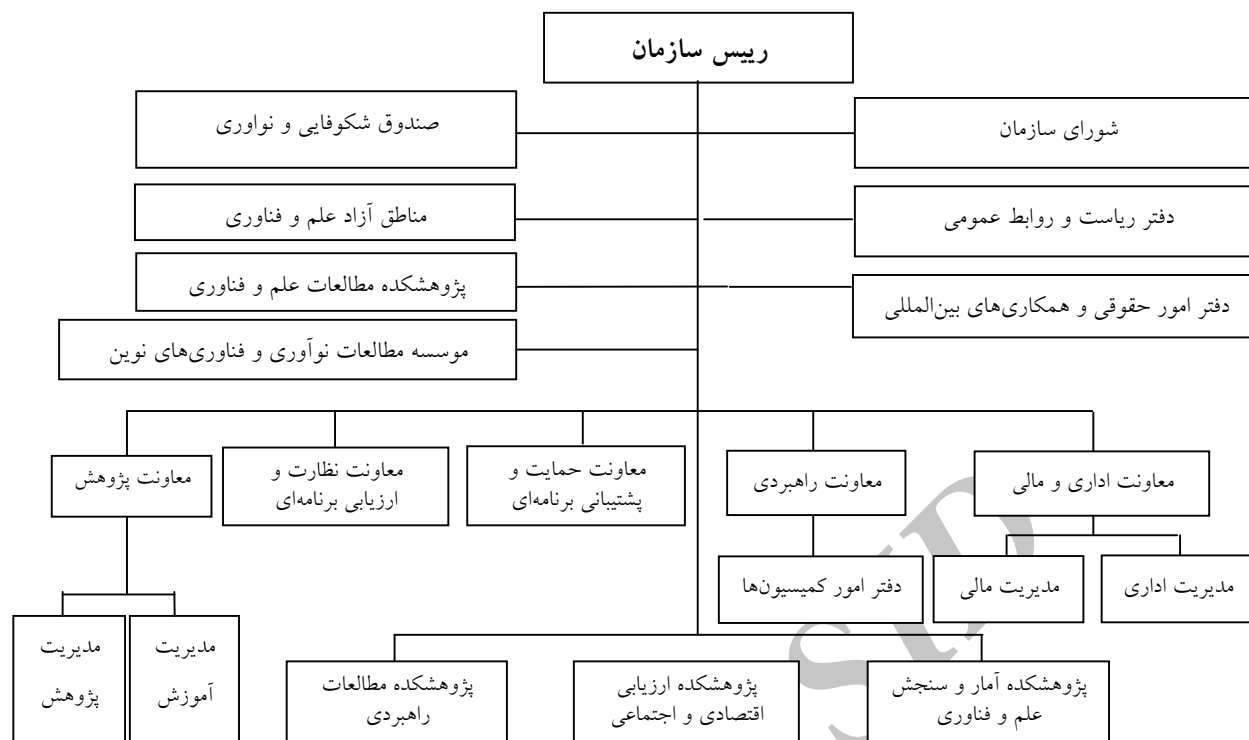 رییس سازمان
شورای سازمان
صندوق شکوفایی و نواوری
دفتر ریاست و روابط عمومی
مناطق آزاد علم و فناوری
دفتر امور حقوقی و همکاری‌های بین‌المللی
پژوهشکده مطالعات علم و فناوری
موسسه مطالعات نوآوری و فناوری‌های نوین
معاونت اداری و مالی
معاونت راهبردی
معاونت حمایت و
پشتیبانی برنامه‌ای
معاونت نظارت و
ارزیابی برنامه‌ای
معاونت پژوهش
مدیریت اداری
مدیریت مالی
دفتر امور کمیسیون‌ها
مدیریت
آموزش
مدیریت
پژوهش
پژوهشکده آمار و سنجش
علم و فناوری
پژوهشکده ارزیابی
اقتصادی و اجتماعی
پژوهشکده مطالعات
راهبردی
SID